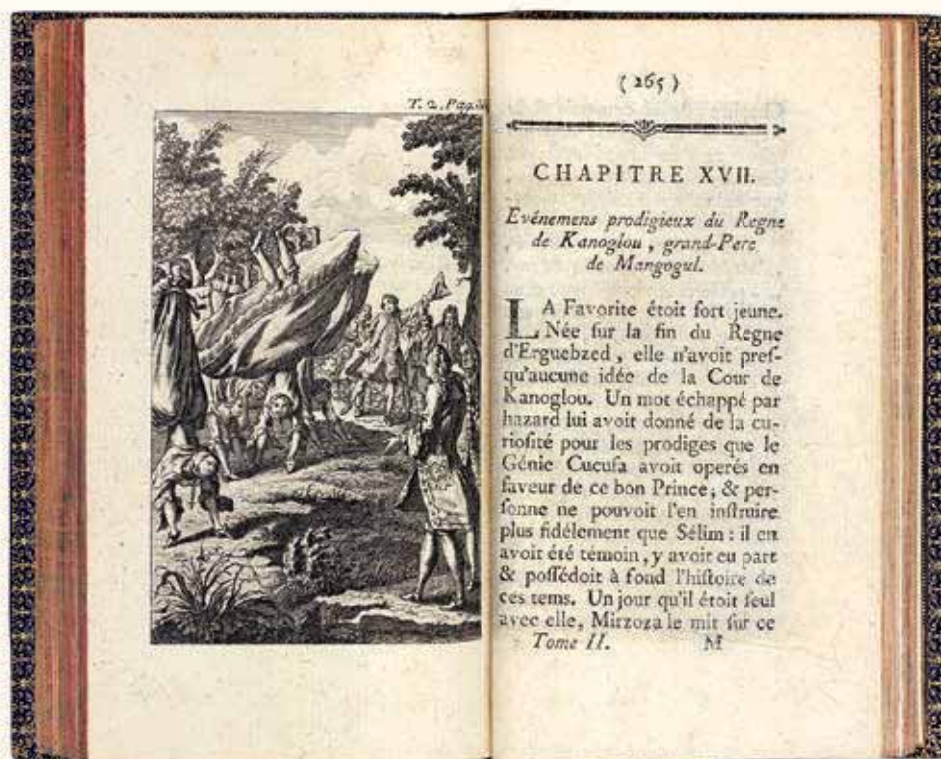 T. 2. Pag.
( 265 )
CHAPITRE XVII.
Evénemens prodigieux du Regne
de Kanoglou , grand-Pere
de Mangogul.
LA Favorite étoit fort jeune.
Née ſur la fin du Regne
d'Erguebzed , elle n'avoit preſ-
qu'aucune idée de la Cour de
Kanoglou. Un mot échappé par
hazard lui avoit donné de la cu-
rioſité pour les prodiges que le
Génie Cucufa avoit operés en
faveur de ce bon Prince ; & per-
ſonne ne pouvoit l'en inſtruire
plus fidélement que Sélim : il en
avoit été témoin , y avoit eu part
& poſſédoit à fond l'hiſtoire de
ces tems. Un jour qu'il étoit ſeul
avec elle, Mirzoza le mit ſur ce
Tome II. M